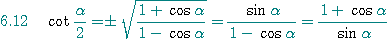 6.12 cot α/2 = ± √((1 + cos α)/(1 − cos α)) = sin α/(1 − cos α) = (1 + cos α)/sin α